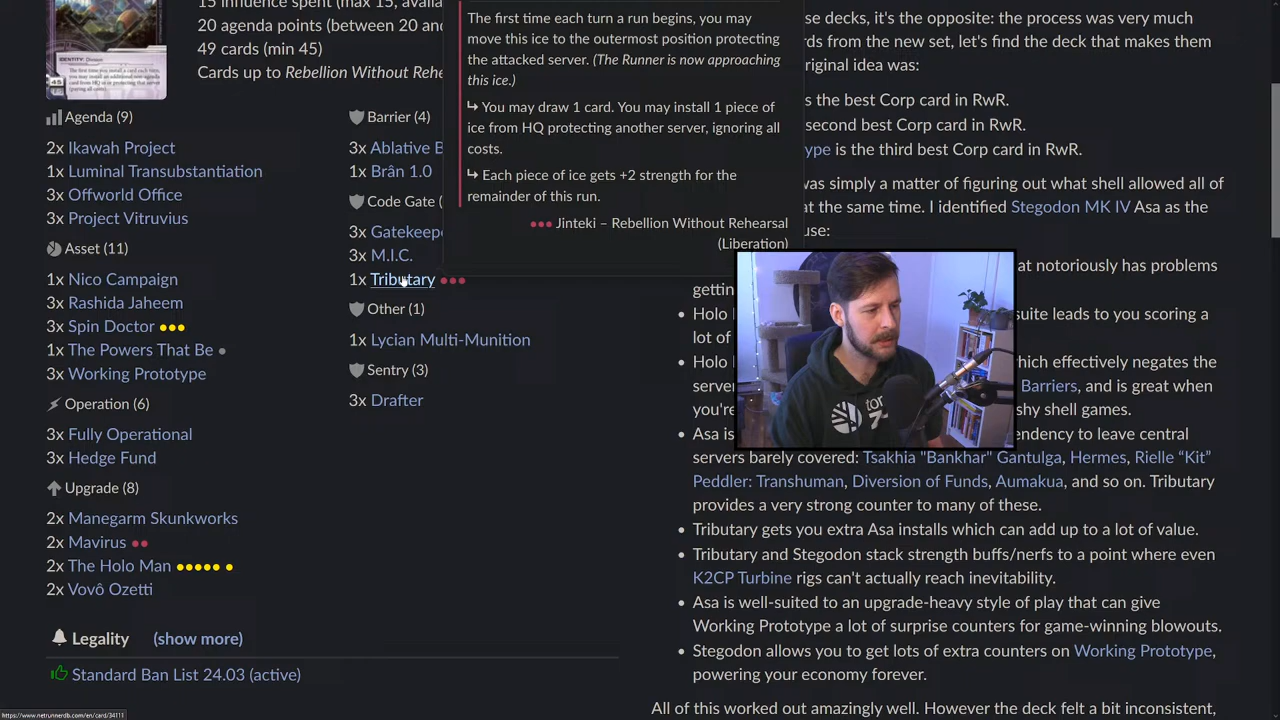 15 influence spent (max 15, availa
20 agenda points (between 20 and
49 cards (min 45)
Cards up to Rebellion Without Rehe
IDENTITY: Division
45
Agenda (9)
2x Ikawah Project
1x Luminal Transubstantiation
3x Offworld Office
3x Project Vitruvius
Asset (11)
1x Nico Campaign
3x Rashida Jaheem
3x Spin Doctor
1x The Powers That Be
3x Working Prototype
Operation (6)
3x Fully Operational
3x Hedge Fund
Upgrade (8)
2x Manegarm Skunkworks
2x Mavirus
2x The Holo Man
2x Vovô Ozetti
Barrier (4)
3x Ablative B
1x Brân 1.0
Code Gate (
3x Gatekeepe
3x M.I.C.
1x Tributary
Other (1)
1x Lycian Multi-Munition
Sentry (3)
3x Drafter
Legality (show more)
Standard Ban List 24.03 (active)
The first time each turn a run begins, you may
move this ice to the outermost position protecting
the attacked server. (The Runner is now approaching
this ice.)
↳ You may draw 1 card. You may install 1 piece of
ice from HQ protecting another server, ignoring all
costs.
↳ Each piece of ice gets +2 strength for the
remainder of this run.
Jinteki – Rebellion Without Rehearsal
(Liberation)
se decks, it's the opposite: the process was very much
ds from the new set, let's find the deck that makes them
nd idea was:
s the best Corp card in RwR.
second best Corp card in RwR.
ype is the third best Corp card in RwR.
was simply a matter of figuring out what shell allowed all of
at the same time. I identified Stegodon MK IV Asa as the
use:
at notoriously has problems
gettin
Holo suite leads to you scoring a
lot of
Holo which effectively negates the
serve Barriers, and is great when
you're shy shell games.
Asa is endency to leave central
servers barely covered: Tsakhia "Bankhar" Gantulga, Hermes, Rielle “Kit”
Peddler: Transhuman, Diversion of Funds, Aumakua, and so on. Tributary
provides a very strong counter to many of these.
Tributary gets you extra Asa installs which can add up to a lot of value.
Tributary and Stegodon stack strength buffs/nerfs to a point where even
K2CP Turbine rigs can't actually reach inevitability.
Asa is well-suited to an upgrade-heavy style of play that can give
Working Prototype a lot of surprise counters for game-winning blowouts.
Stegodon allows you to get lots of extra counters on Working Prototype,
powering your economy forever.
All of this worked out amazingly well. However the deck felt a bit inconsistent,
https://www.netrunnerdb.com/en/card/34111